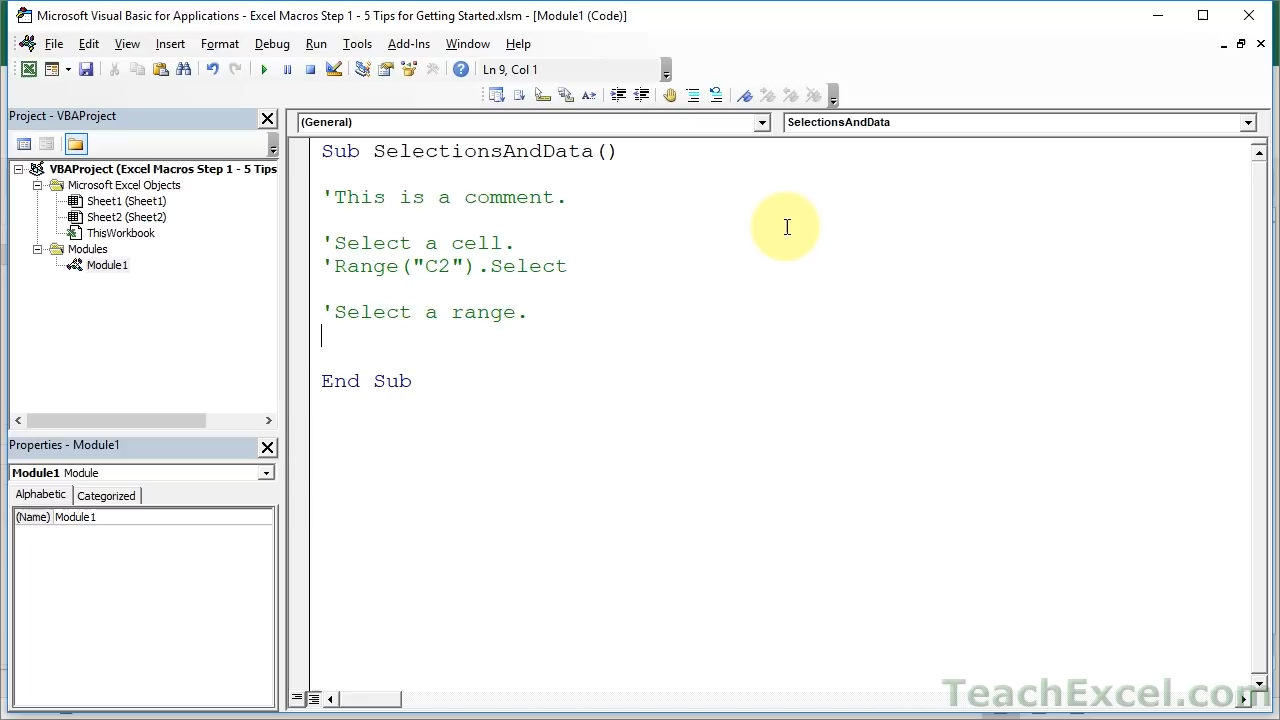 Microsoft Visual Basic for Applications - Excel Macros Step 1 - 5 Tips for Getting Started.xlsm - [Module1 (Code)]
File Edit View Insert Format Debug Run Tools Add-Ins Window Help
Ln 9, Col 1
Project - VBAProject
(General)
SelectionsAndData
VBAProject (Excel Macros Step 1 - 5 Tips
Microsoft Excel Objects
Sheet1 (Sheet1)
Sheet2 (Sheet2)
ThisWorkbook
Modules
Module1
Sub SelectionsAndData()
'This is a comment.
'Select a cell.
'Range("C2").Select
'Select a range.
End Sub
Properties - Module1
Module1 Module
Alphabetic Categorized
(Name) Module1
TeachExcel.com